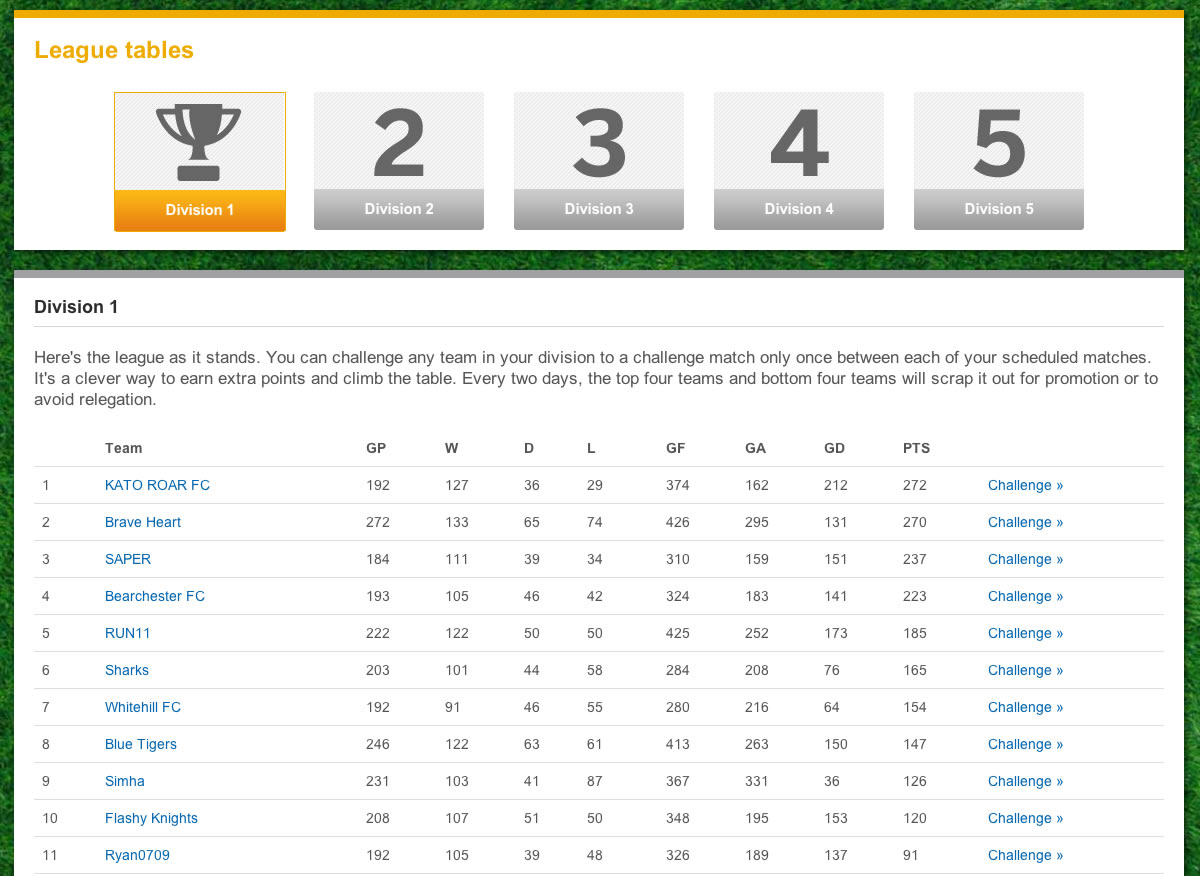 League tables
2 3 4 5
Division 1 Division 2 Division 3 Division 4 Division 5
Division 1
Here's the league as it stands. You can challenge any team in your division to a challenge match only once between each of your scheduled matches.
It's a clever way to earn extra points and climb the table. Every two days, the top four teams and bottom four teams will scrap it out for promotion or to
avoid relegation.
Team GP W D L GF GA GD PTS
1 KATO ROAR FC 192 127 36 29 374 162 212 272 Challenge »
2 Brave Heart 272 133 65 74 426 295 131 270 Challenge »
3 SAPER 184 111 39 34 310 159 151 237 Challenge »
4 Bearchester FC 193 105 46 42 324 183 141 223 Challenge »
5 RUN11 222 122 50 50 425 252 173 185 Challenge »
6 Sharks 203 101 44 58 284 208 76 165 Challenge »
7 Whitehill FC 192 91 46 55 280 216 64 154 Challenge »
8 Blue Tigers 246 122 63 61 413 263 150 147 Challenge »
9 Simha 231 103 41 87 367 331 36 126 Challenge »
10 Flashy Knights 208 107 51 50 348 195 153 120 Challenge »
11 Ryan0709 192 105 39 48 326 189 137 91 Challenge »